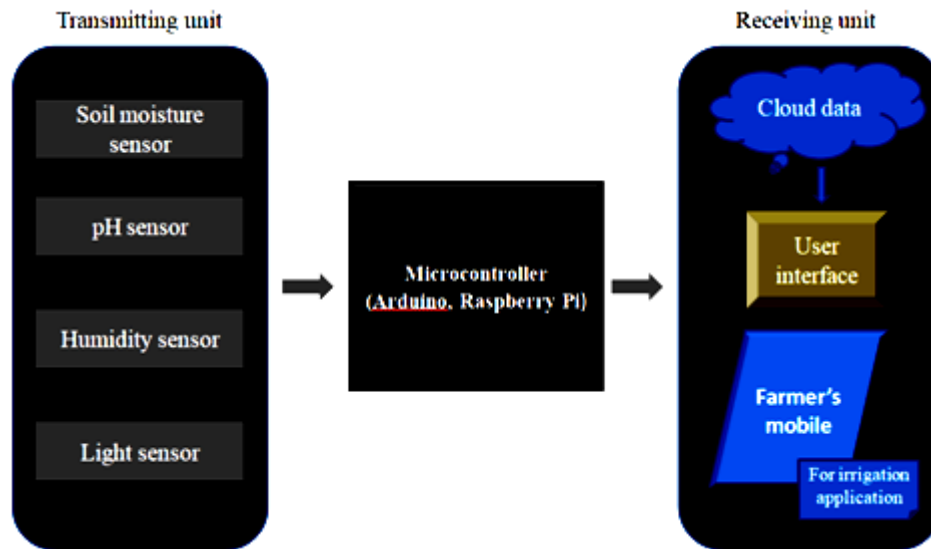 Transmitting unit
Receiving unit
Soil moisture
sensor
pH sensor
Humidity sensor
Light sensor
Microcontroller
(Arduino, Raspberry Pi)
Cloud data
User
interface
Farmer's
mobile
For irrigation
application